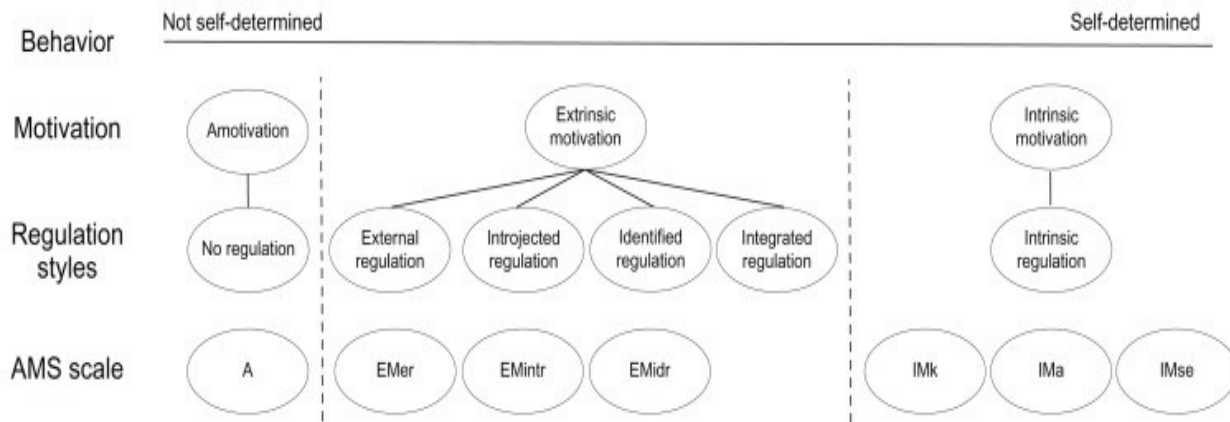 Not self-determined
Self-determined
Behavior
Motivation
Amotivation
Extrinsic
motivation
Intrinsic
motivation
Regulation
styles
No regulation
External
regulation
Introjected
regulation
Identified
regulation
Integrated
regulation
Intrinsic
regulation
AMS scale
A
EMer
EMintr
EMidr
IMk
IMa
IMse